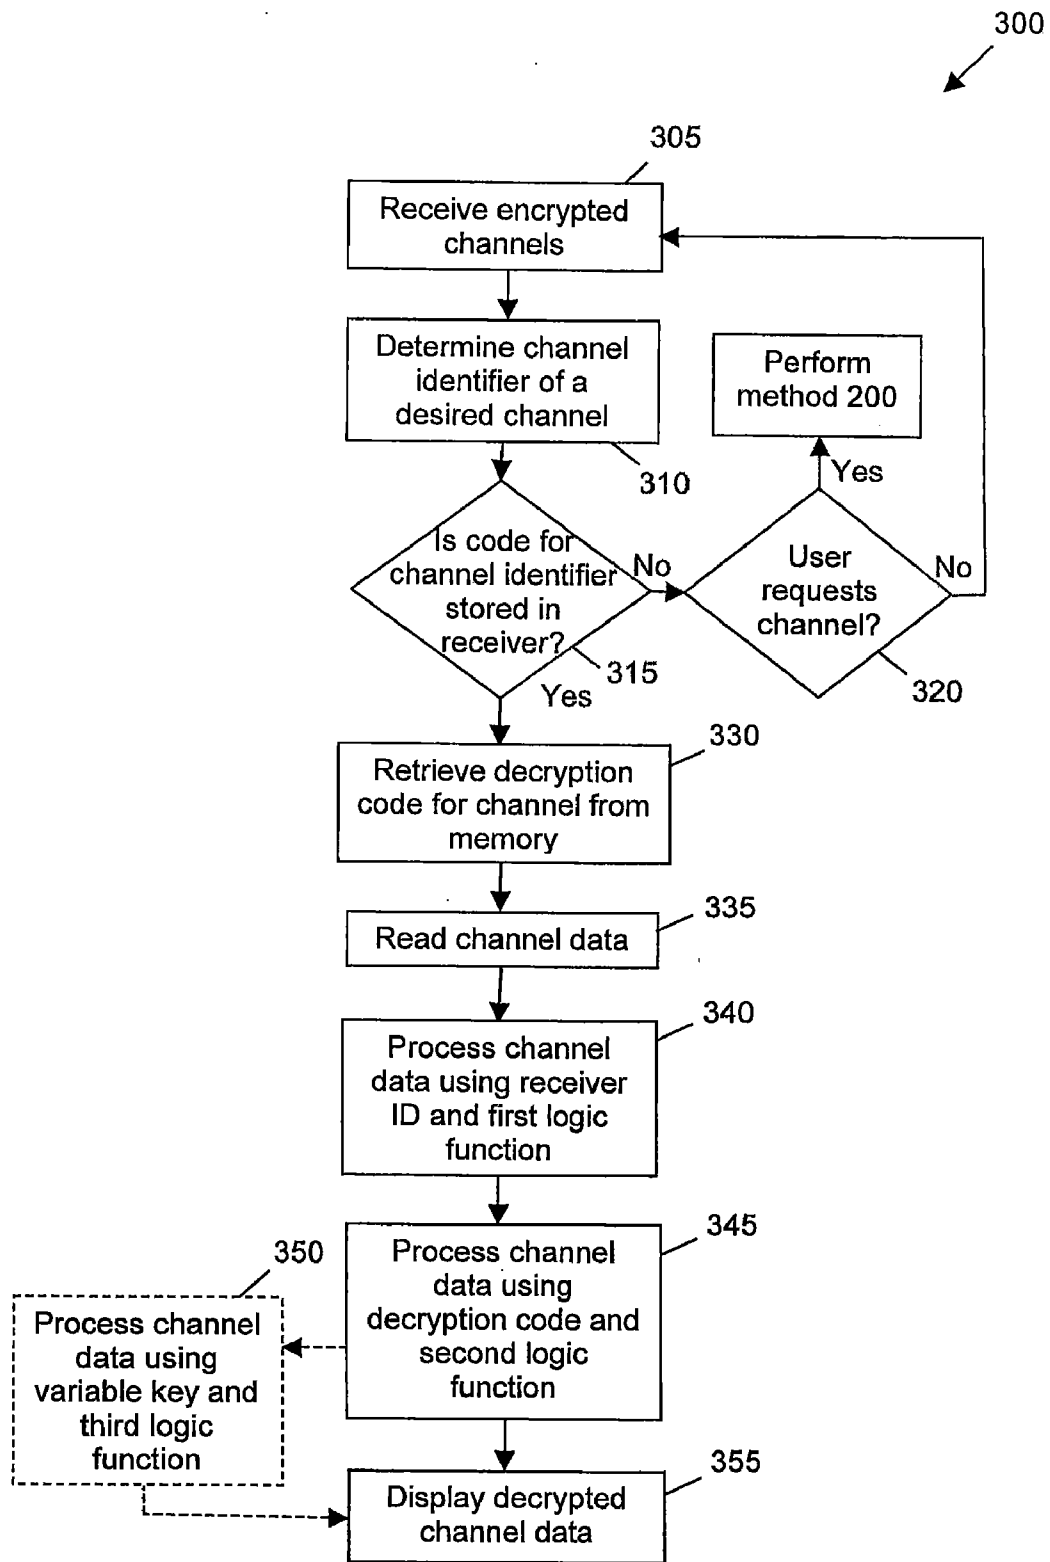 300
305
Receive encrypted
channels
Determine channel
identifier of a
desired channel
310
Perform
method 200
Yes
Is code for
channel identifier
stored in
receiver?
No
315
Yes
User
requests
channel?
No
320
330
Retrieve decryption
code for channel from
memory
335
Read channel data
340
Process channel
data using receiver
ID and first logic
function
345
Process channel
data using
decryption code and
second logic
function
350
Process channel
data using
variable key and
third logic
function
355
Display decrypted
channel data